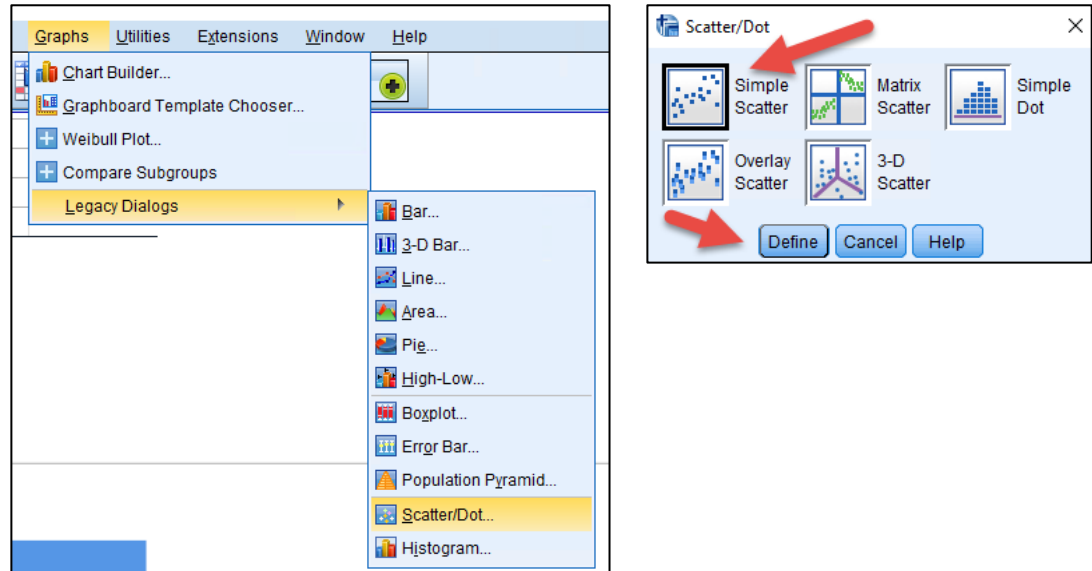 Graphs Utilities Extensions Window Help
Chart Builder...
Graphboard Template Chooser...
Weibull Plot...
Compare Subgroups
Legacy Dialogs
Bar...
3-D Bar...
Line...
Area...
Pie...
High-Low...
Boxplot...
Error Bar...
Population Pyramid...
Scatter/Dot...
Histogram...
Scatter/Dot
Simple
Scatter
Matrix
Scatter
Simple
Dot
Overlay
Scatter
3-D
Scatter
Define Cancel Help